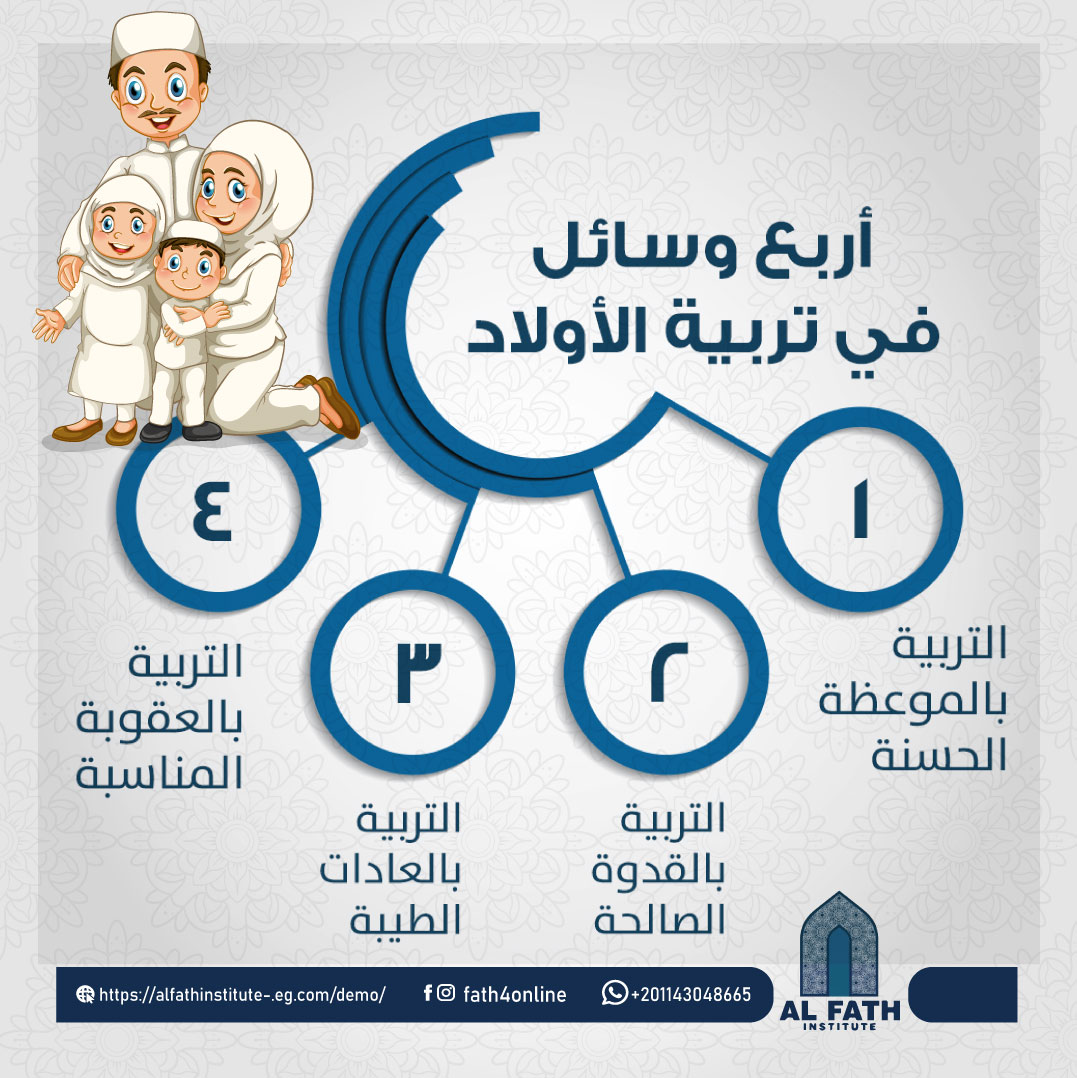 أربع وسائل
في تربية الأولاد
١
التربية
بالموعظة
الحسنة
٢
التربية
بالقدوة
الصالحة
٣
التربية
بالعادات
الطيبة
٤
التربية
بالعقوبة
المناسبة
https://alfathinstitute-.eg.com/demo/
fath4online
+201143048665
AL FATH
INSTITUTE